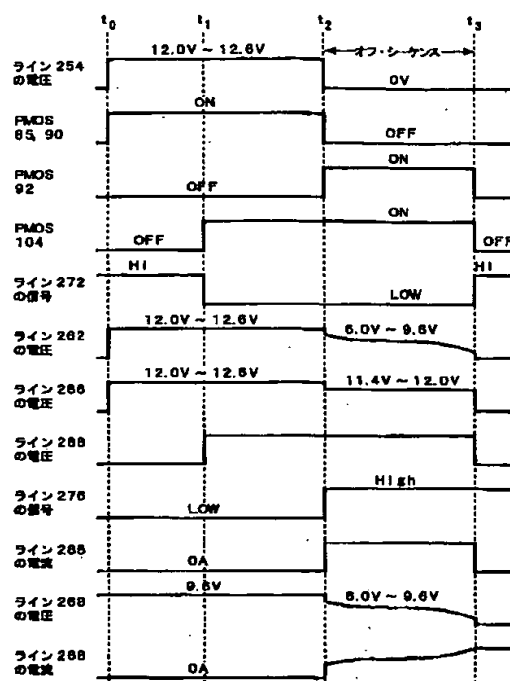 t0 t1 t2 t3
12.0V ~ 12.6V
オフ・シーケンス
ライン 254
の電圧
0V
ON
PMOS
85, 90
OFF
ON
PMOS
92
OFF
ON
PMOS
104
OFF
OFF
HI
HI
ライン 272
の信号
LOW
12.0V ~ 12.6V
6.0V ~ 9.6V
ライン 262
の電圧
12.0V ~ 12.6V
11.4V ~ 12.0V
ライン 266
の電圧
ライン 288
の電圧
High
ライン 276
の信号
LOW
ライン
の電流
0A
9.6V
6.0V ~ 9.6V
ライン 268
の電圧
ライン 268
の電流
0A